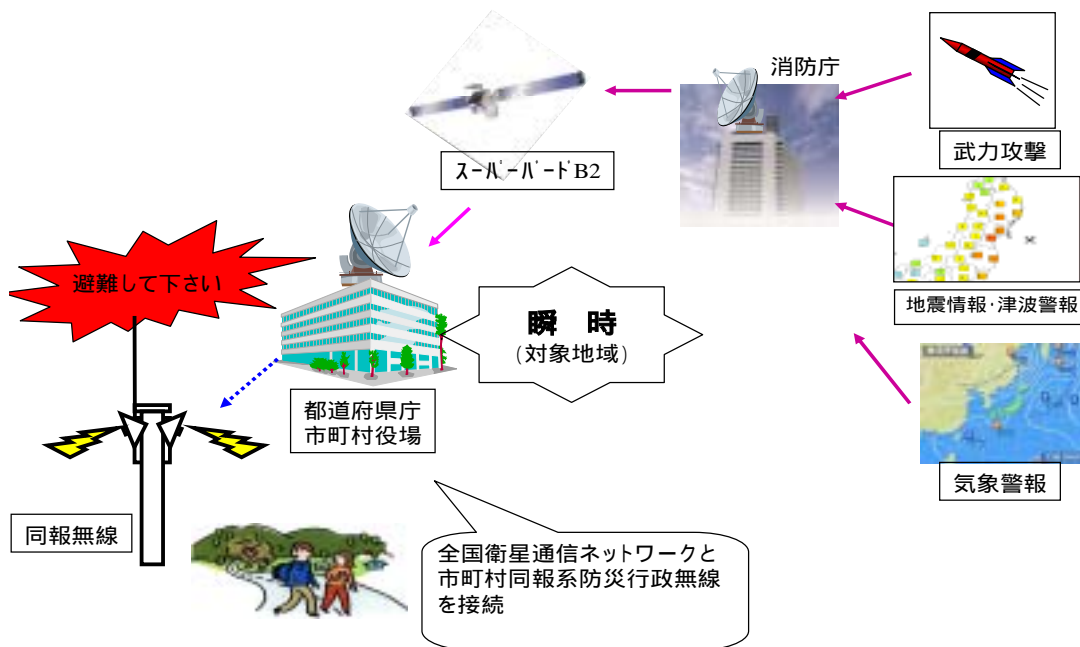 消防庁
武力攻撃
スーパーバードB2
避難して下さい
瞬 時
(対象地域)
地震情報・津波警報
都道府県庁
市町村役場
気象警報
同報無線
全国衛星通信ネットワークと
市町村同報系防災行政無線
を接続